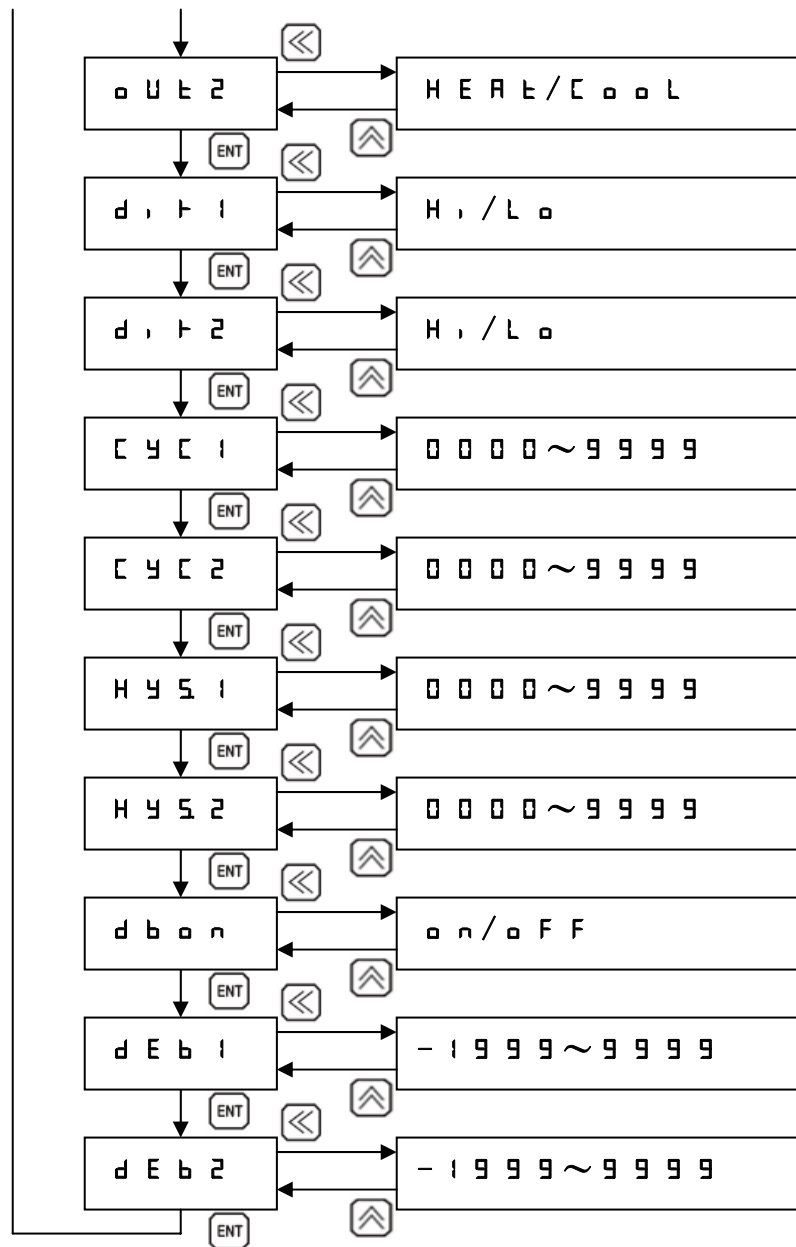 oUt2 HEAt/CooL
ENT
dir1 Hi/Lo
ENT
dir2 Hi/Lo
ENT
CyC1 0000~9999
ENT
CyC2 0000~9999
ENT
HyS.1 0000~9999
ENT
HyS.2 0000~9999
ENT
dbon on/oFF
ENT
dEb1 -1999~9999
ENT
dEb2 -1999~9999
ENT